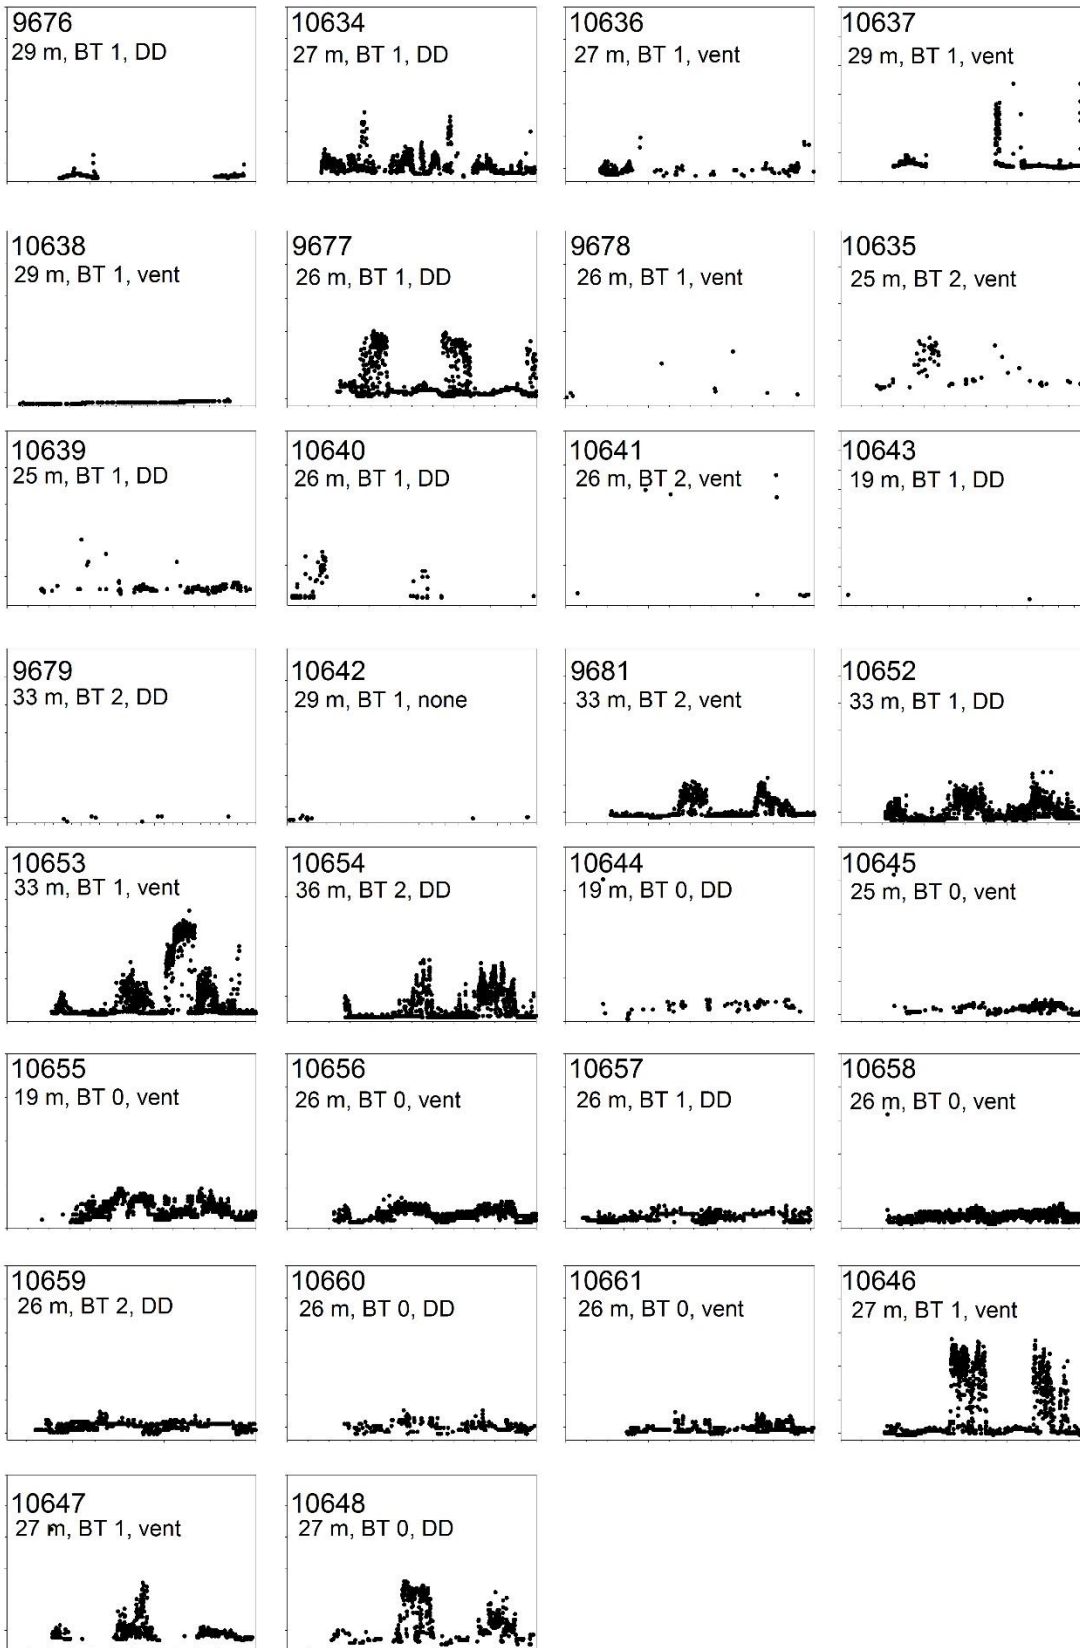 9676
29 m, BT 1, DD
10634
27 m, BT 1, DD
10636
27 m, BT 1, vent
10637
29 m, BT 1, vent
10638
29 m, BT 1, vent
9677
26 m, BT 1, DD
9678
26 m, BT 1, vent
10635
25 m, BT 2, vent
10639
25 m, BT 1, DD
10640
26 m, BT 1, DD
10641
26 m, BT 2, vent
10643
19 m, BT 1, DD
9679
33 m, BT 2, DD
10642
29 m, BT 1, none
9681
33 m, BT 2, vent
10652
33 m, BT 1, DD
10653
33 m, BT 1, vent
10654
36 m, BT 2, DD
10644
19 m, BT 0, DD
10645
25 m, BT 0, vent
10655
19 m, BT 0, vent
10656
26 m, BT 0, vent
10657
26 m, BT 1, DD
10658
26 m, BT 0, vent
10659
26 m, BT 2, DD
10660
26 m, BT 0, DD
10661
26 m, BT 0, vent
10646
27 m, BT 1, vent
10647
27 m, BT 1, vent
10648
27 m, BT 0, DD